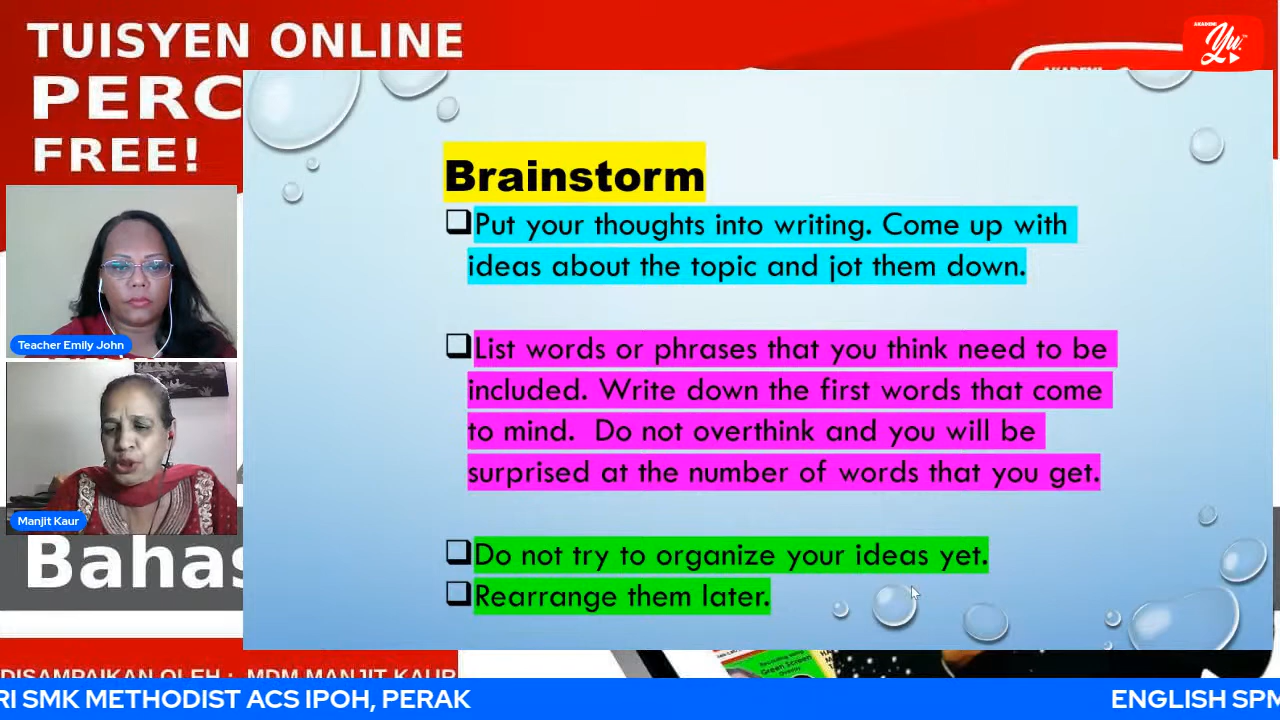 TUISYEN ONLINE
PERC
FREE!
AKADEMI
Yu.
Brainstorm
Put your thoughts into writing. Come up with
ideas about the topic and jot them down.
List words or phrases that you think need to be
included. Write down the first words that come
to mind.  Do not overthink and you will be
surprised at the number of words that you get.
Do not try to organize your ideas yet.
Rearrange them later.
Teacher Emily John
Manjit Kaur
Bahas
DISAMPAIKAN OLEH : MDM MANJIT KAUR
Green Screen
RI SMK METHODIST ACS IPOH, PERAK
ENGLISH SPM